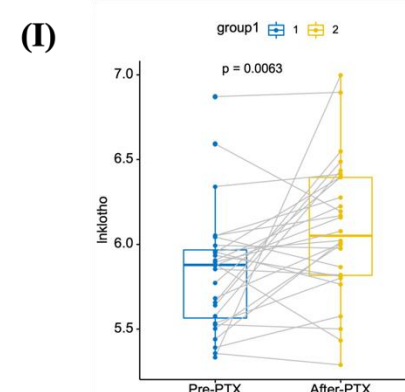 (I)
group1 1 2
p = 0.0063
7.0
6.5
6.0
5.5
lnklotho
Pre-PTX After-PTX